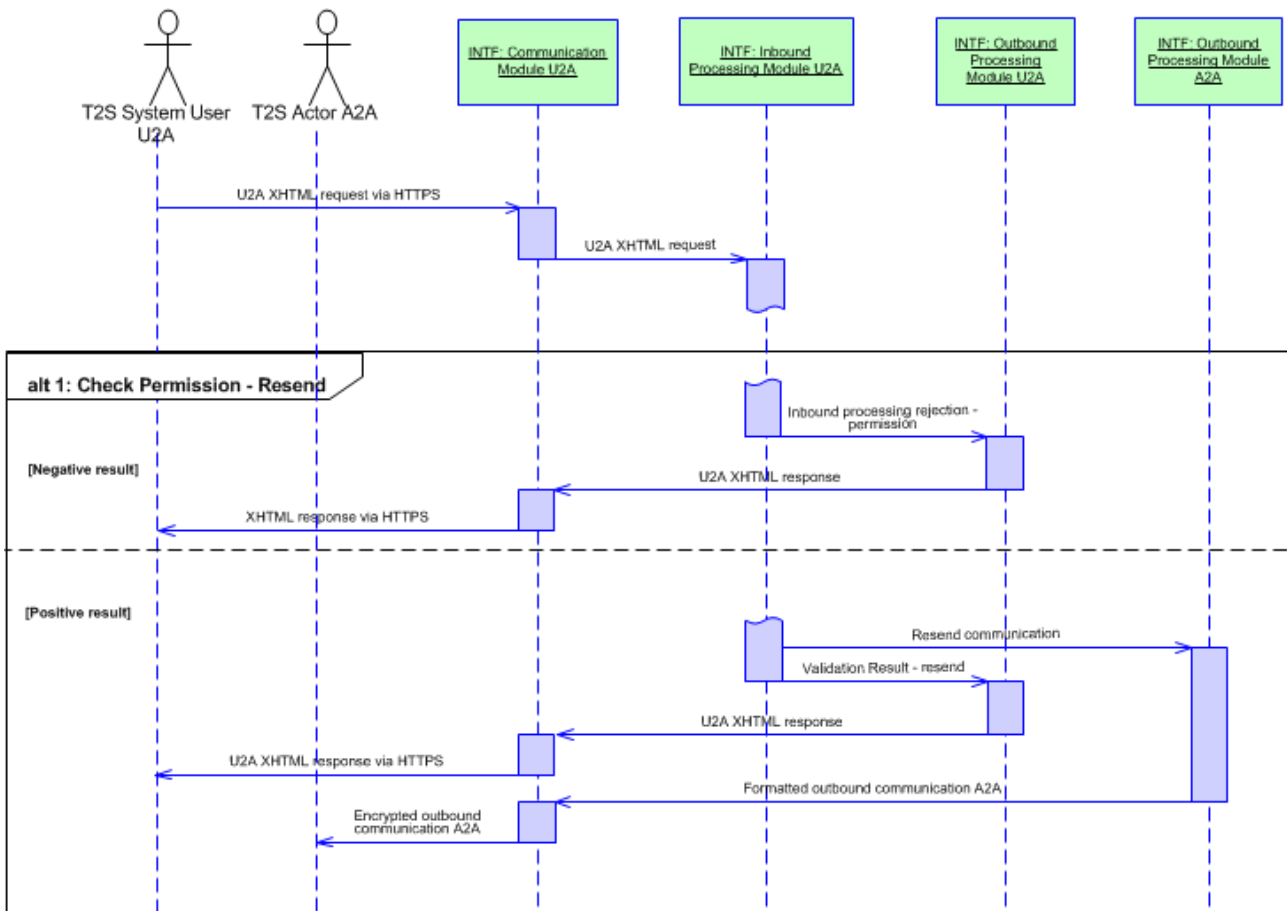 INTF: Communication
Module U2A
INTF: Inbound
Processing Module U2A
INTF: Outbound
Processing
Module U2A
INTF: Outbound
Processing Module
A2A
T2S System User
U2A
T2S Actor A2A
U2A XHTML request via HTTPS
U2A XHTML request
alt 1: Check Permission - Resend
Inbound processing rejection -
permission
[Negative result]
U2A XHTML response
XHTML response via HTTPS
[Positive result]
Resend communication
Validation Result - resend
U2A XHTML response
U2A XHTML response via HTTPS
Formatted outbound communication A2A
Encrypted outbound
communication A2A